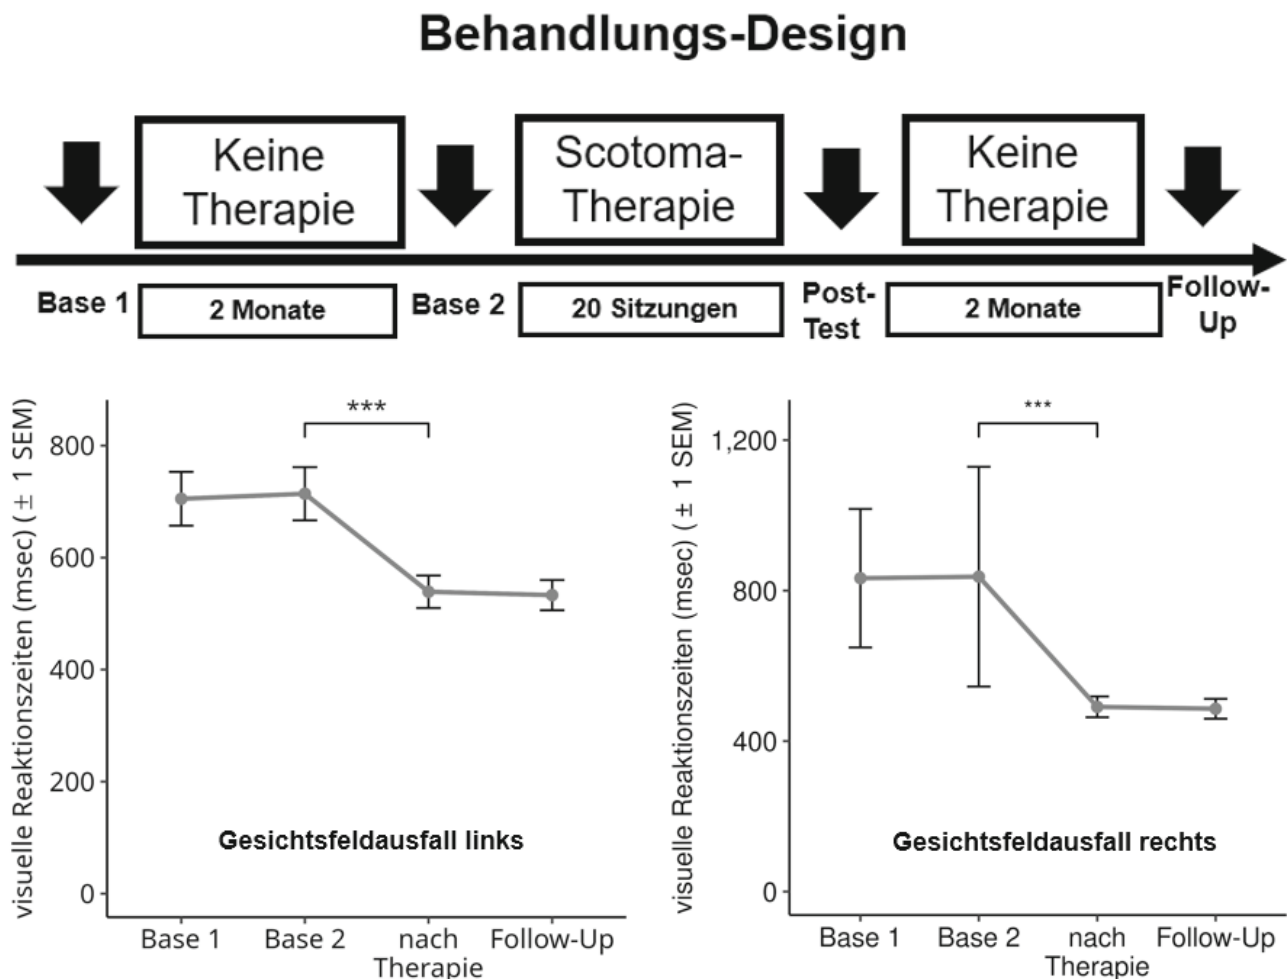 Behandlungs-Design
Keine
Therapie
Scotoma-
Therapie
Keine
Therapie
Base 1
2 Monate
Base 2
20 Sitzungen
Post-
Test
2 Monate
Follow-
Up
visuelle Reaktionszeiten (msec) ( ± 1 SEM)
800
600
400
200
0
***
Gesichtsfeldausfall links
Base 1
Base 2
nach
Therapie
Follow-Up
visuelle Reaktionszeiten (msec) ( ± 1 SEM)
1,200
800
400
0
***
Gesichtsfeldausfall rechts
Base 1
Base 2
nach
Therapie
Follow-Up